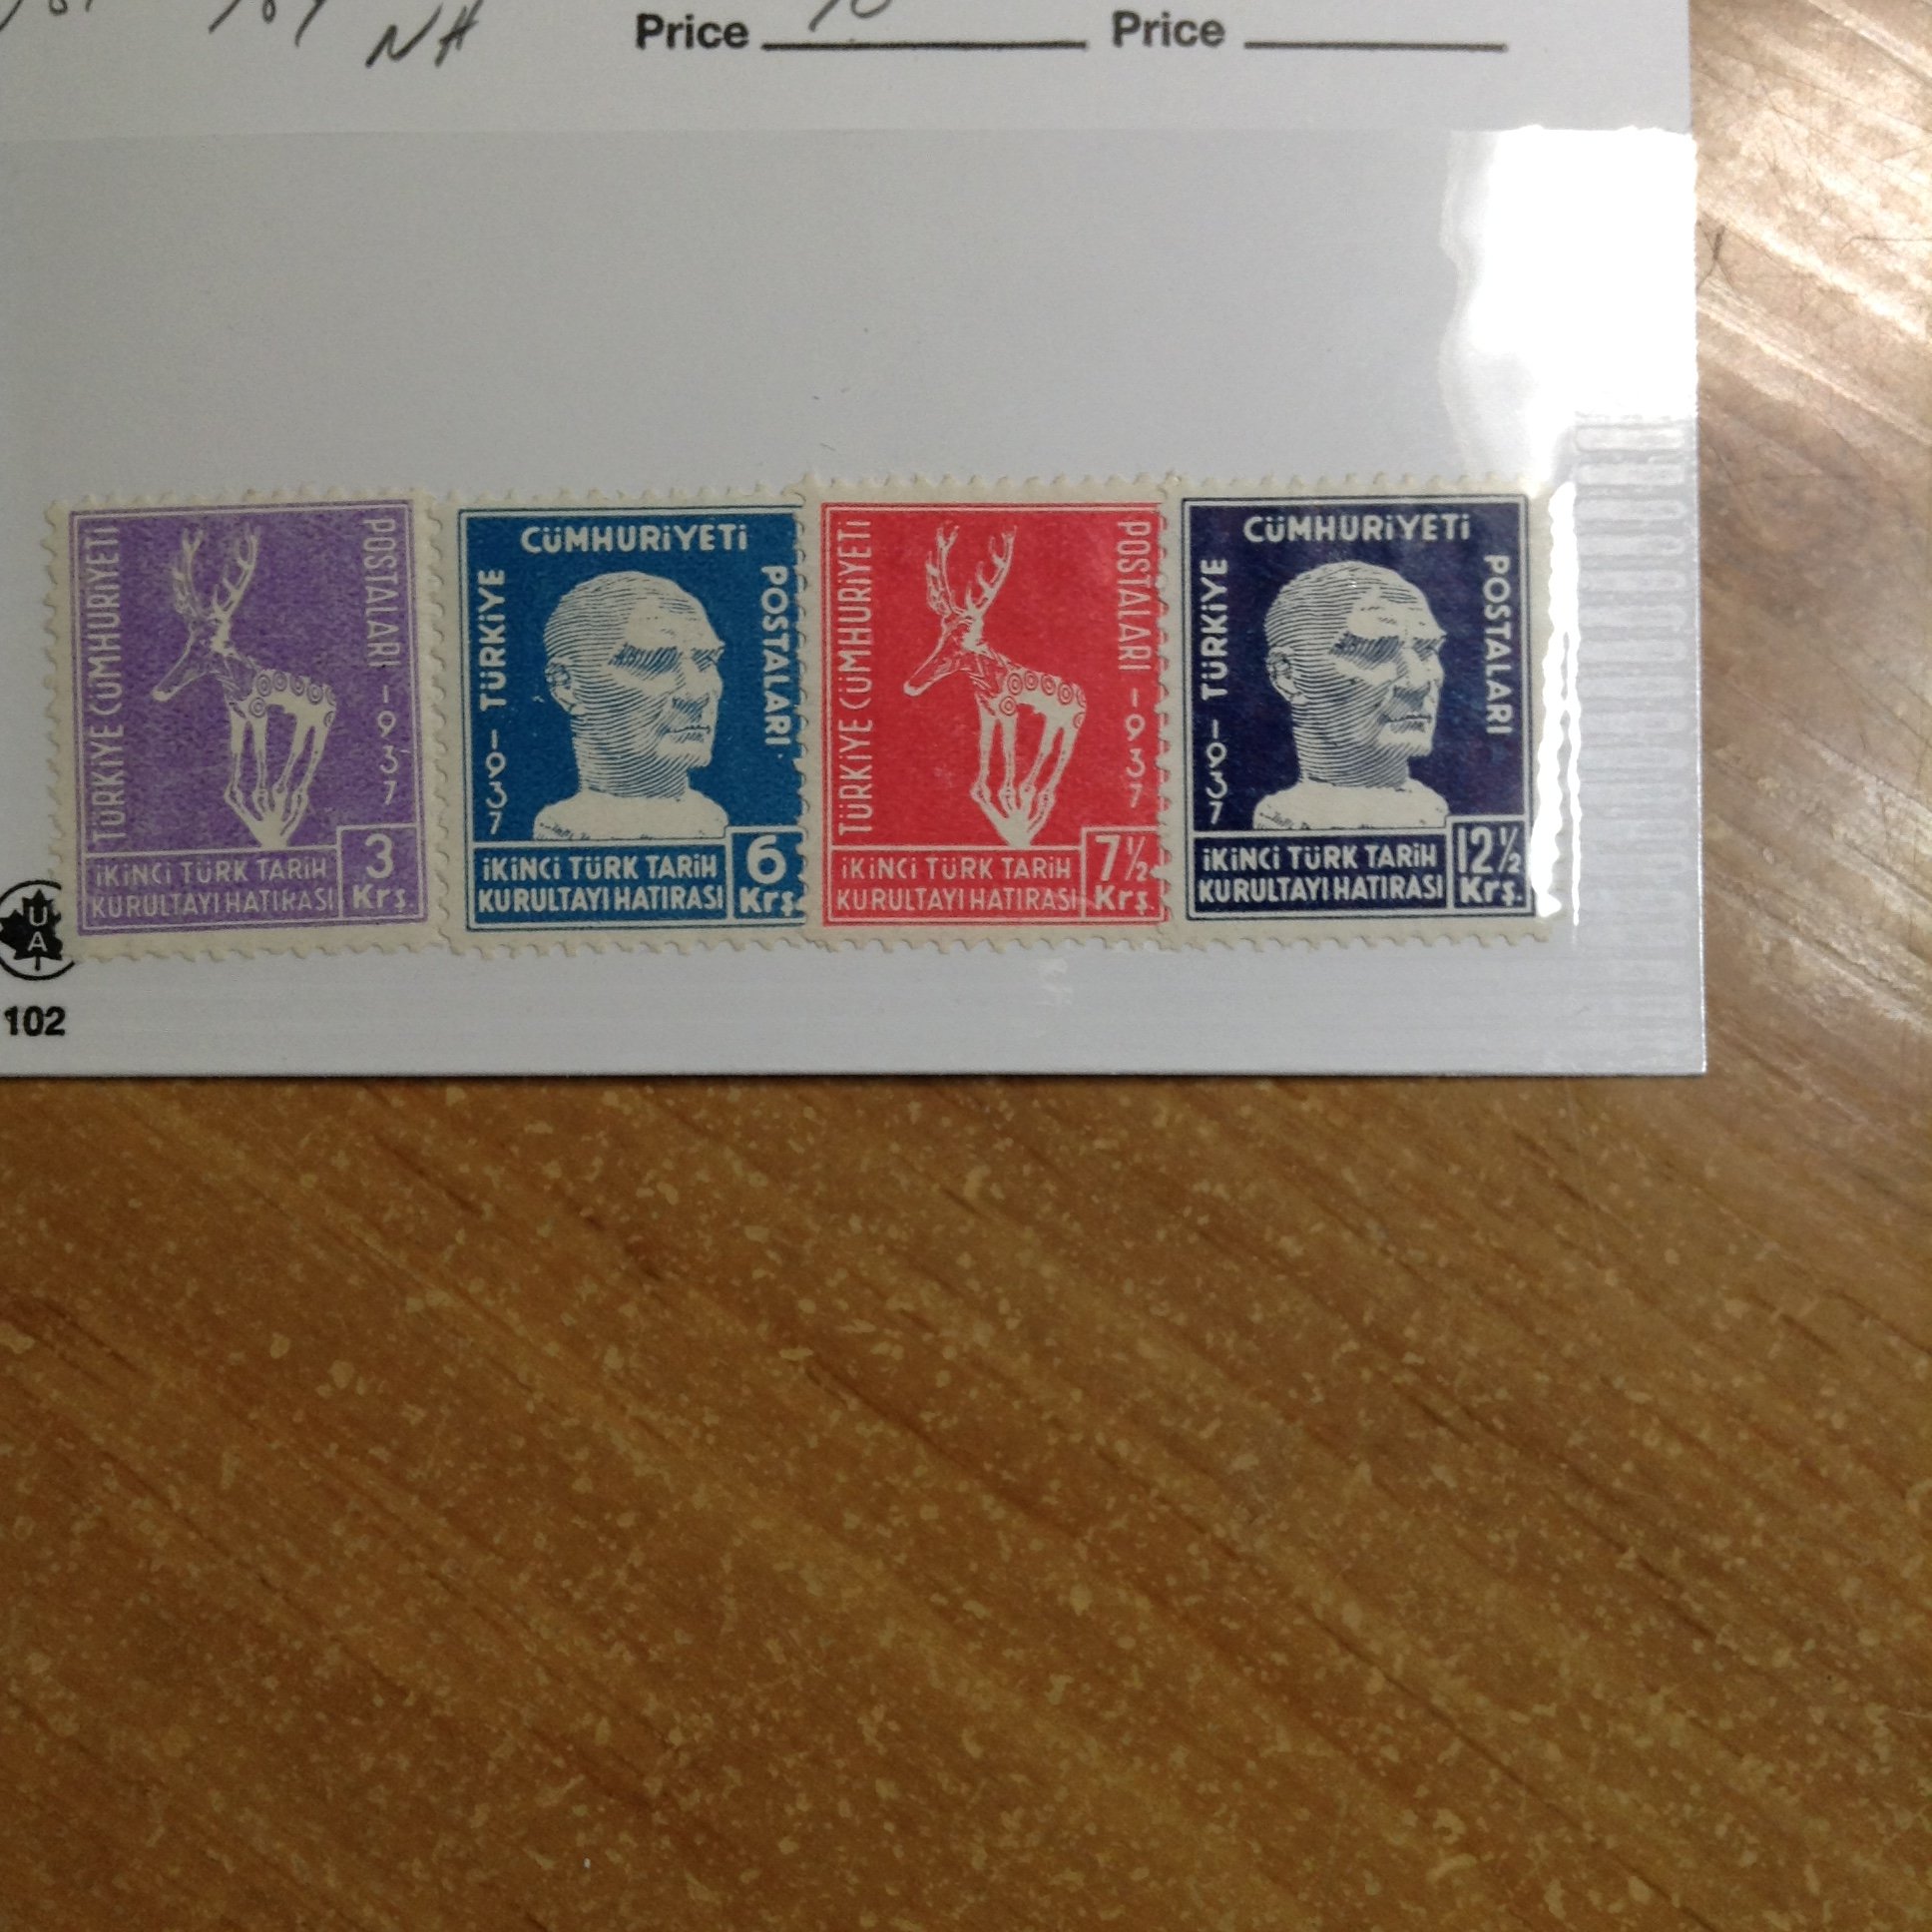 NH
Price
Price
TÜRKİYE CÜMHURİYETİ
POSTALARI 1937
İKİNCİ TÜRK TARİH
KURULTAYI HATIRASI
3
Krş.
CÜMHURİYETİ
1937 TÜRKİYE
POSTALARI
İKİNCİ TÜRK TARİH
KURULTAYI HATIRASI
6
Krş.
TÜRKİYE CÜMHURİYETİ
POSTALARI 1937
İKİNCİ TÜRK TARİH
KURULTAYI HATIRASI
7½
Krş.
CÜMHURİYETİ
1937 TÜRKİYE
POSTALARI
İKİNCİ TÜRK TARİH
KURULTAYI HATIRASI
12½
Krş.
U
A
102